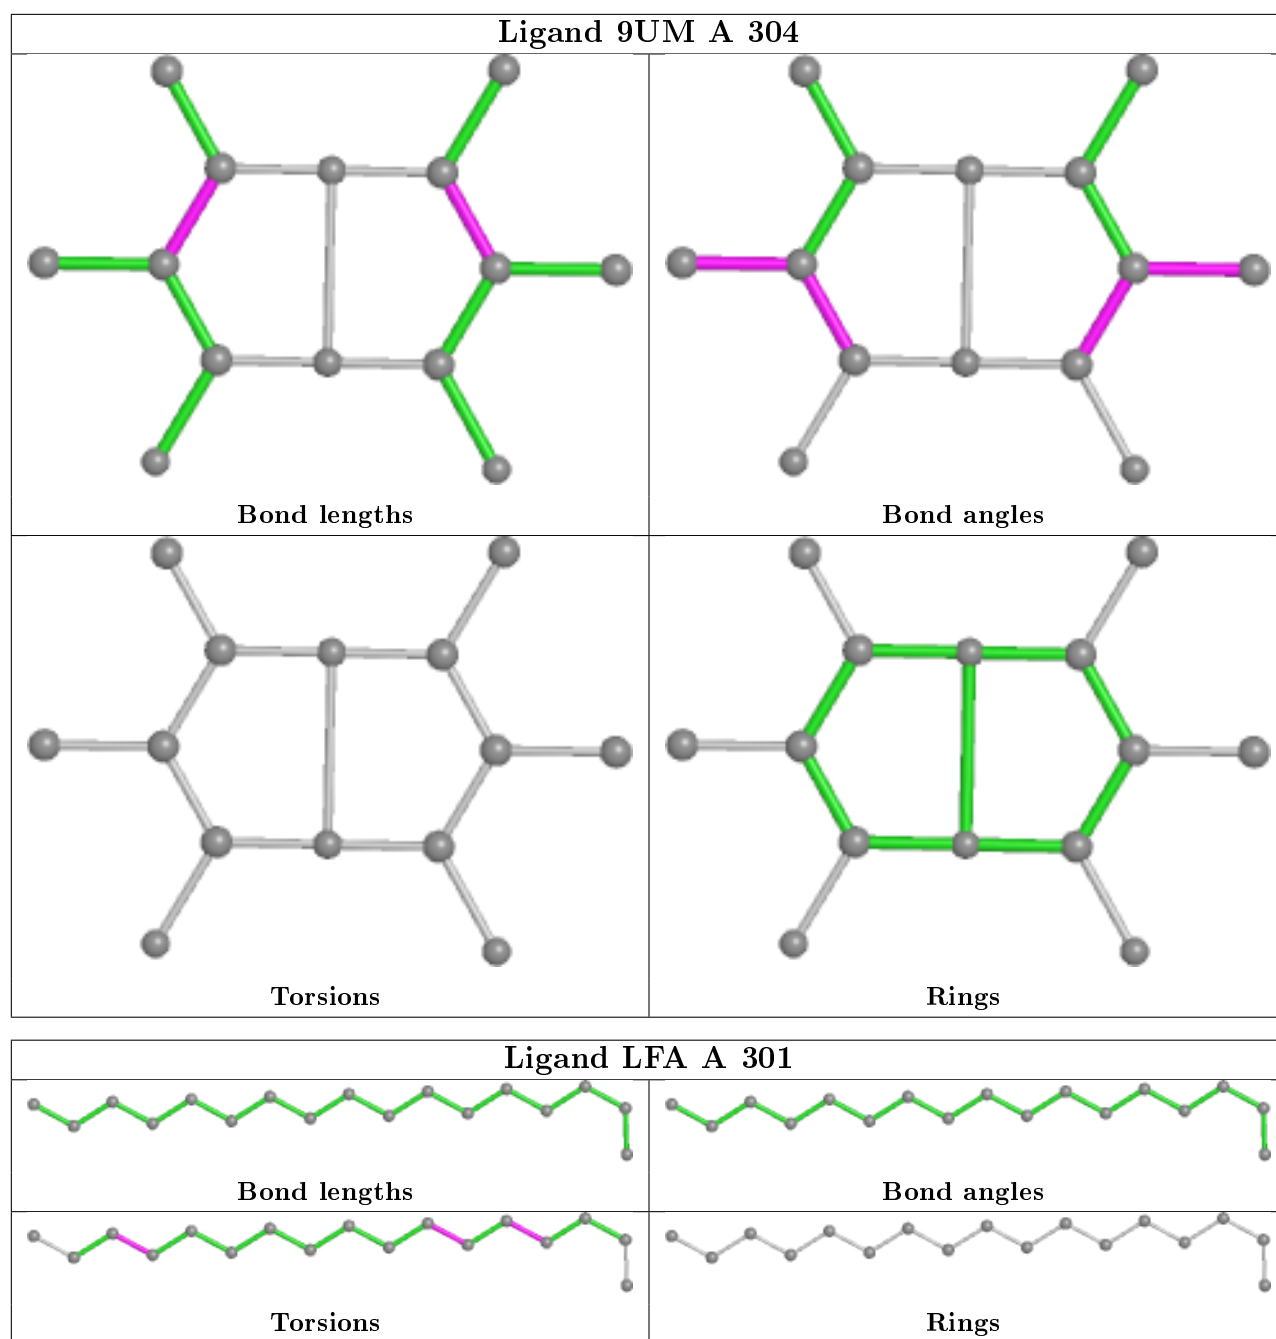 Ligand 9UM A 304
Bond lengths
Bond angles
Torsions
Rings
Ligand LFA A 301
Bond lengths
Bond angles
Torsions
Rings